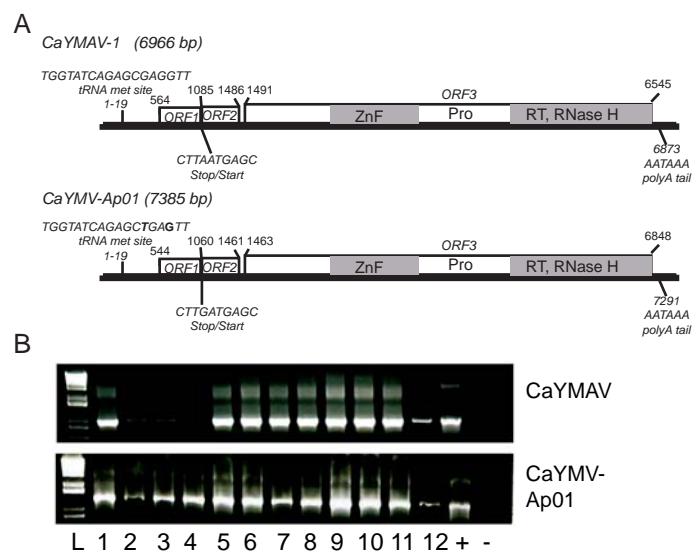 A
CaYMAV-1 (6966 bp)
TGGTATCAGAGCGAGGTT
tRNA met site
1-19
564
1085
1486
1491
ORF3
6545
ORF1
ORF2
ZnF
Pro
RT, RNase H
CTTAATGAGC
Stop/Start
6873
AATAAA
polyA tail
CaYMV-Ap01 (7385 bp)
TGGTATCAGAGCTGAGTT
tRNA met site
1-19
544
1060
1461
1463
ORF3
6848
ORF1
ORF2
ZnF
Pro
RT, RNase H
CTTGATGAGC
Stop/Start
7291
AATAAA
polyA tail
B
CaYMAV
CaYMV-
Ap01
L 1 2 3 4 5 6 7 8 9 10 11 12 + -